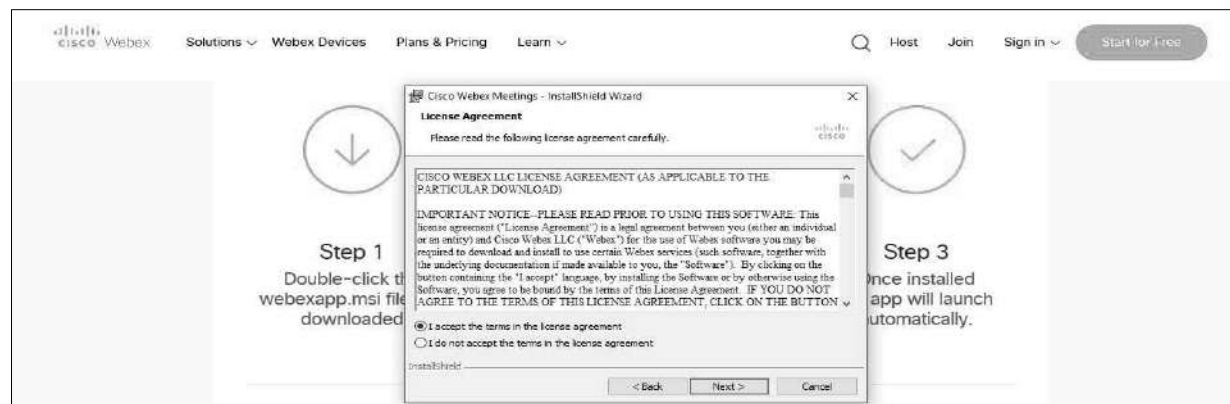 cisco Webex Solutions Webex Devices Plans & Pricing Learn Host Join Sign in Start for Free
Cisco Webex Meetings - InstallShield Wizard
License Agreement
Please read the following license agreement carefully.
cisco
CISCO WEBEX LLC LICENSE AGREEMENT (AS APPLICABLE TO THE
PARTICULAR DOWNLOAD)
IMPORTANT NOTICE--PLEASE READ PRIOR TO USING THIS SOFTWARE: This
license agreement ("License Agreement") is a legal agreement between you (either an individual
or an entity) and Cisco Webex LLC ("Webex") for the use of Webex software you may be
required to download and install to use certain Webex services (such software, together with
the underlying documentation if made available to you, the "Software"). By clicking on the
button containing the "I accept" language, by installing the Software or by otherwise using the
Software, you agree to be bound by the terms of this License Agreement. IF YOU DO NOT
AGREE TO THE TERMS OF THIS LICENSE AGREEMENT, CLICK ON THE BUTTON
I accept the terms in the license agreement
I do not accept the terms in the license agreement
InstallShield
< Back Next > Cancel
Step 1
Double-click
webexapp.msi
downloaded
Step 3
installed
app will launch
automatically.